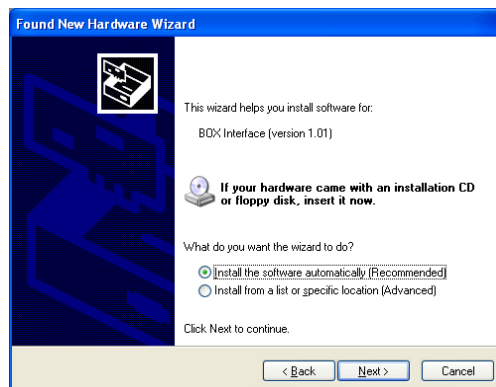 Found New Hardware Wizard
This wizard helps you install software for:
BOX Interface (version 1.01)
If your hardware came with an installation CD
or floppy disk, insert it now.
What do you want the wizard to do?
Install the software automatically (Recommended)
Install from a list or specific location (Advanced)
Click Next to continue.
< Back
Next >
Cancel